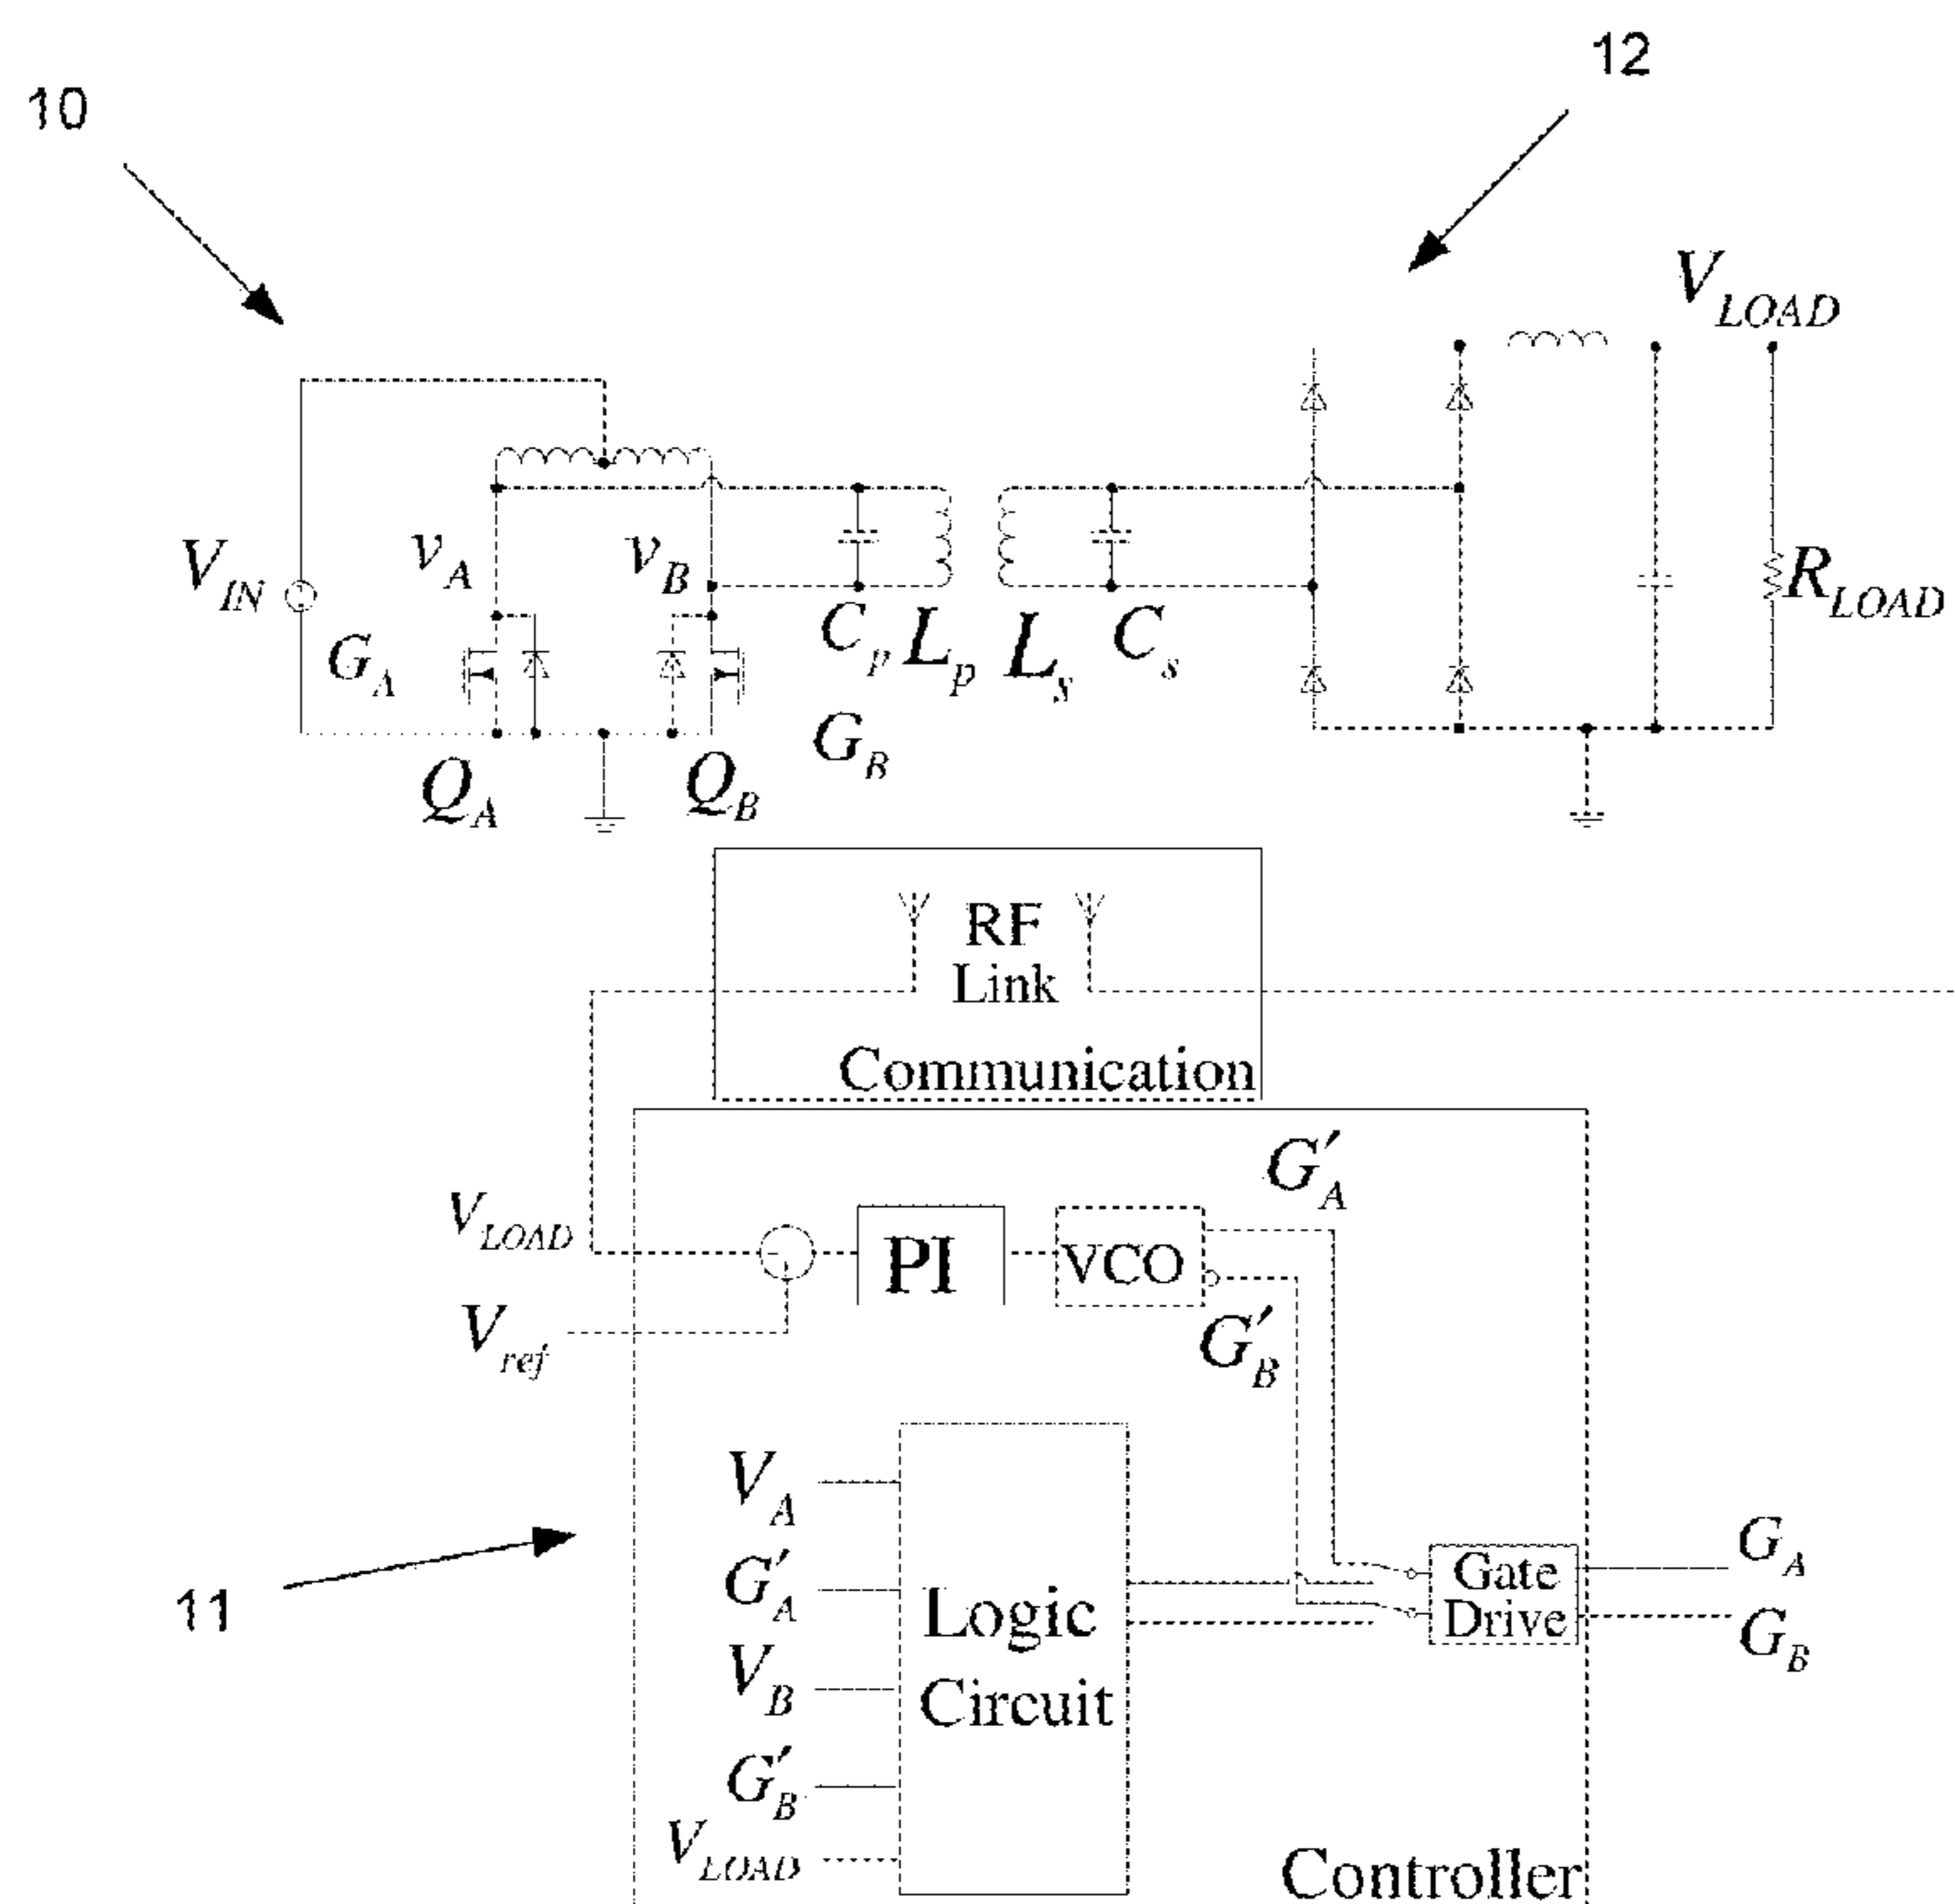 12
10
V_LOAD
V_IN
v_A
v_B
G_A
C_p
L_p
L_s
C_s
R_LOAD
G_B
Q_A
Q_B
RF
Link
Communication
G'_A
V_LOAD
PI
VCO
V_ref
G'_B
V_A
11
G'_A
Logic
Circuit
V_B
G'_B
V_LOAD
Gate
Drive
G_A
G_B
Controller